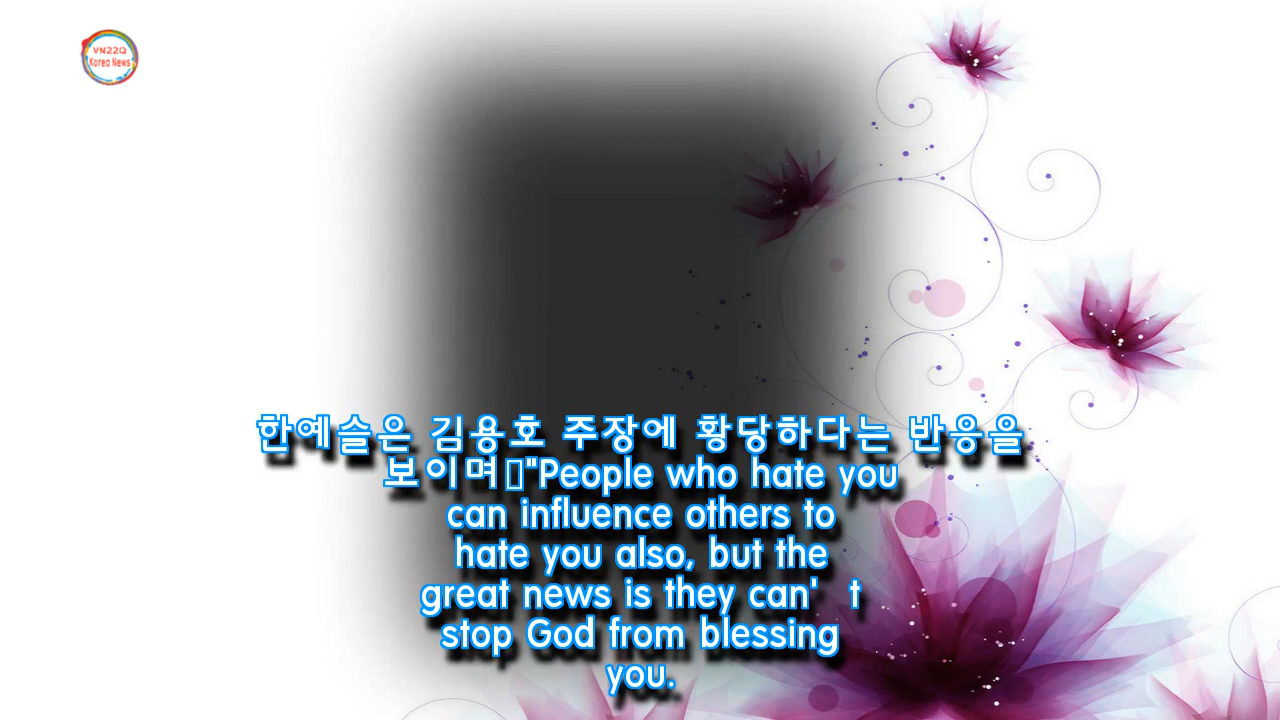 VN22Q
Korea News
한예슬은 김용호 주장에 황당하다는 반응을
보이며 "People who hate you
can influence others to
hate you also, but the
great news is they can' t
stop God from blessing
you.